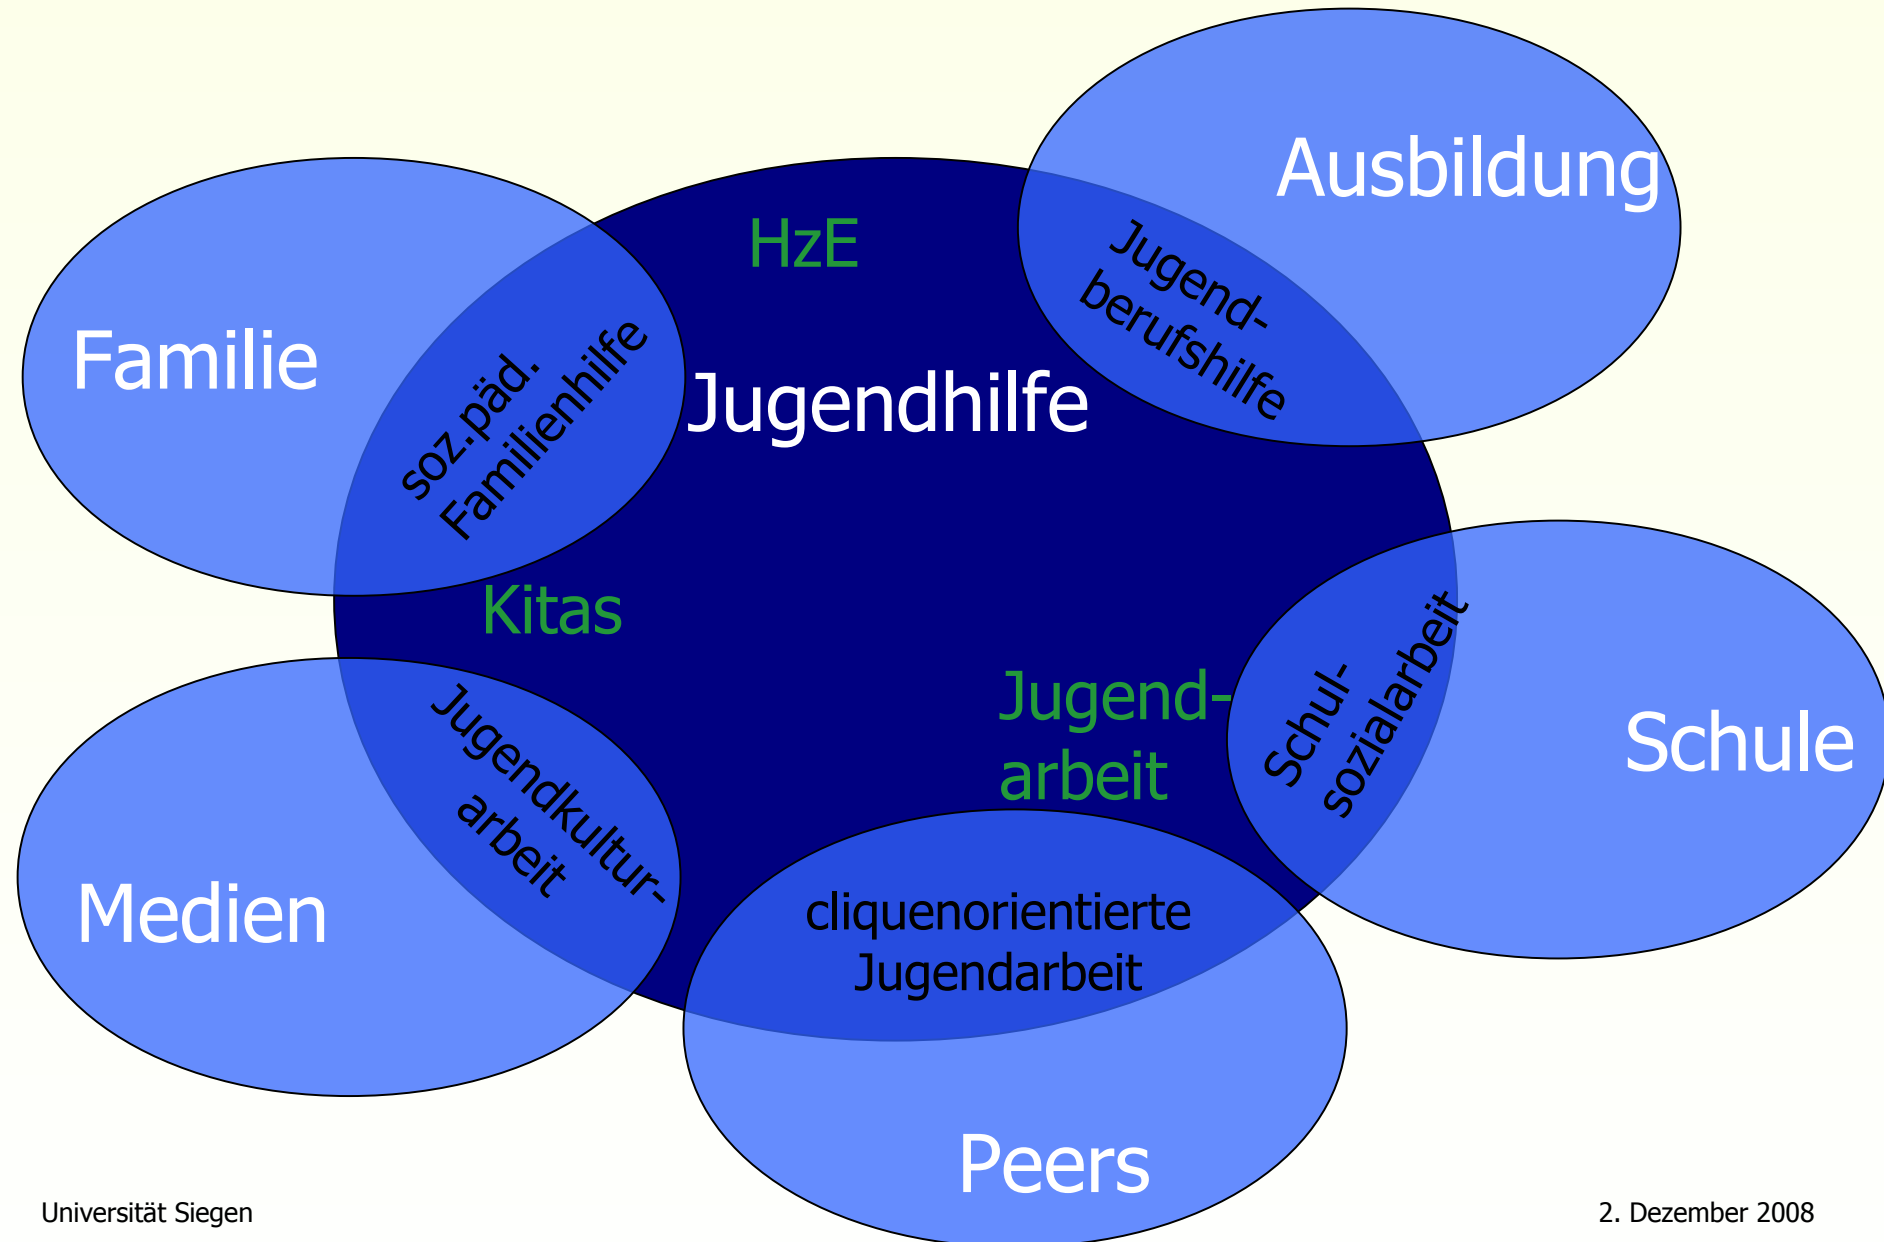 Ausbildung
HzE
Jugend-
berufshilfe
Familie
soz.päd.
Familienhilfe
Jugendhilfe
Kitas
Jugend-
arbeit
Schul-
sozialarbeit
Schule
Jugendkultur-
arbeit
Medien
cliquenorientierte
Jugendarbeit
Peers
Universität Siegen
2. Dezember 2008